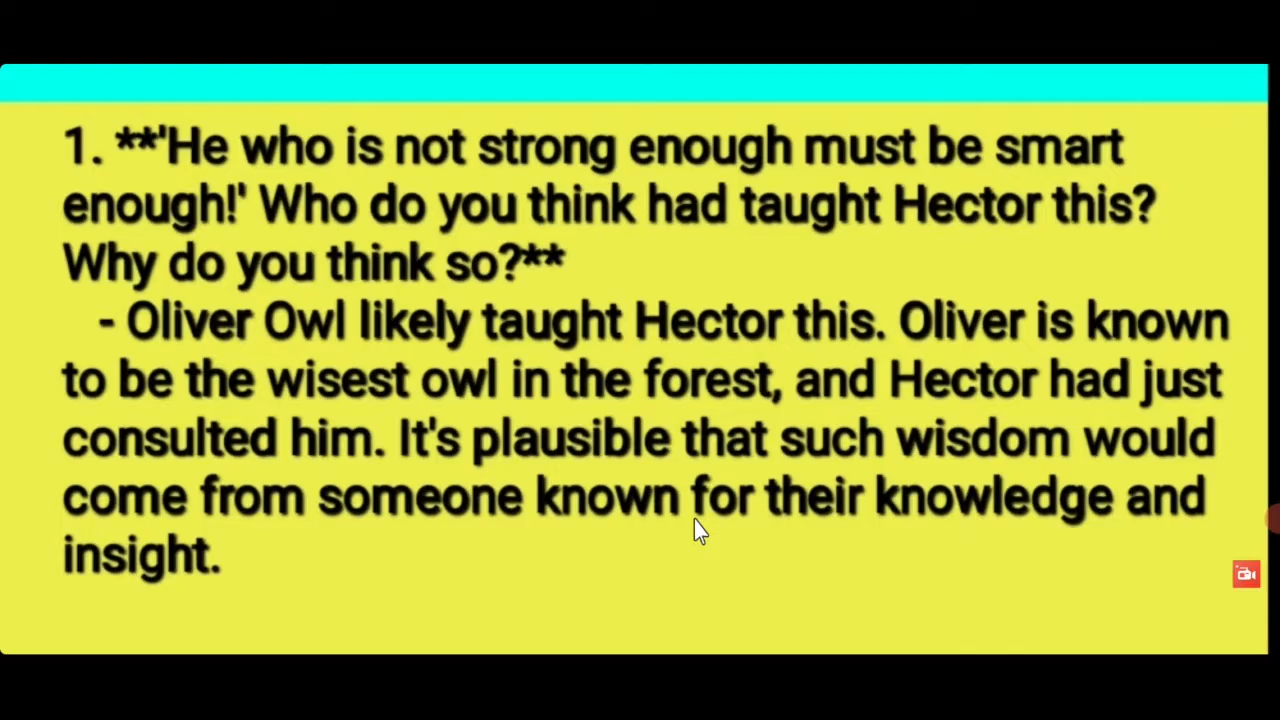 1. **'He who is not strong enough must be smart
enough!' Who do you think had taught Hector this?
Why do you think so?**
- Oliver Owl likely taught Hector this. Oliver is known
to be the wisest owl in the forest, and Hector had just
consulted him. It's plausible that such wisdom would
come from someone known for their knowledge and
insight.